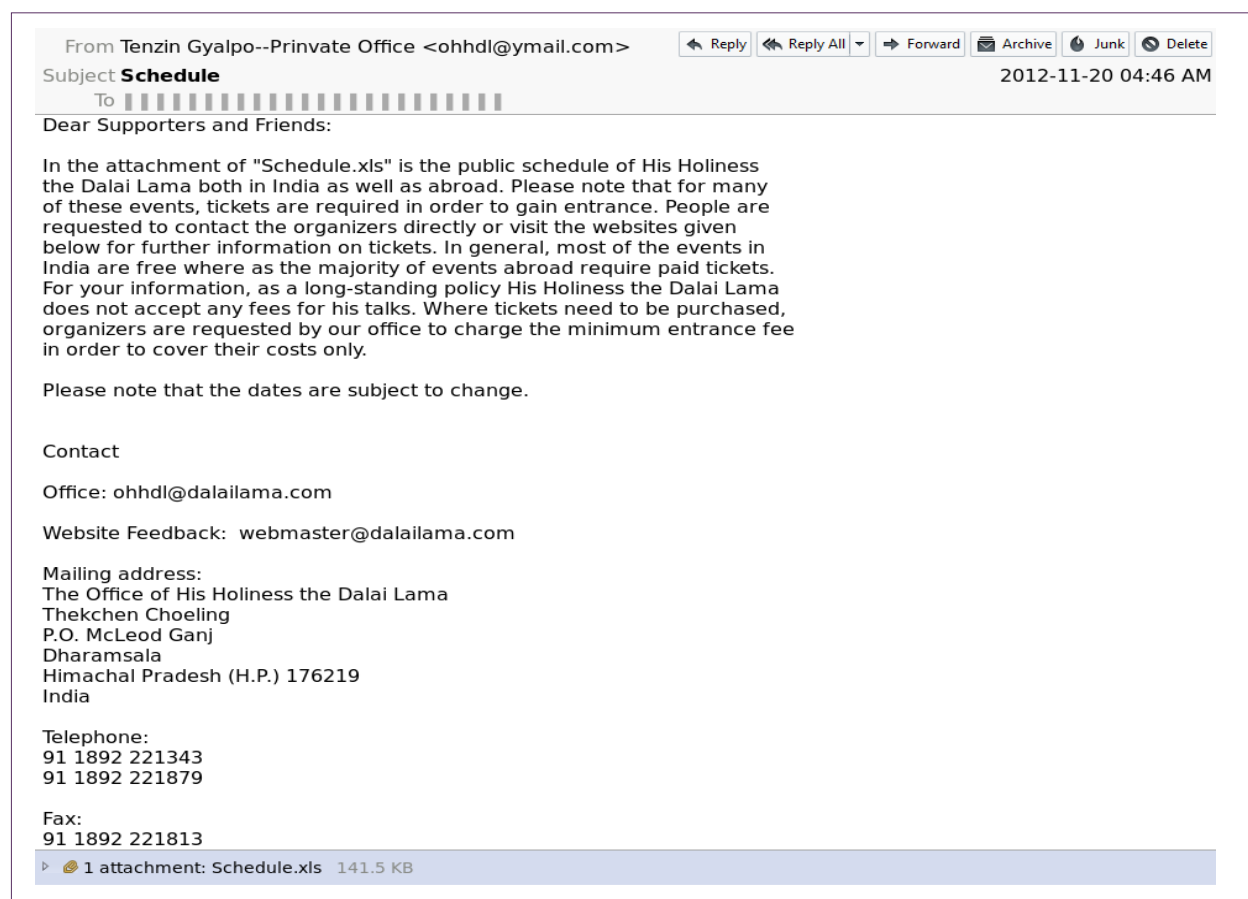 From Tenzin Gyalpo--Prinvate Office <ohhdl@ymail.com> Reply Reply All Forward Archive Junk Delete
Subject Schedule 2012-11-20 04:46 AM
To
Dear Supporters and Friends:
In the attachment of "Schedule.xls" is the public schedule of His Holiness
the Dalai Lama both in India as well as abroad. Please note that for many
of these events, tickets are required in order to gain entrance. People are
requested to contact the organizers directly or visit the websites given
below for further information on tickets. In general, most of the events in
India are free where as the majority of events abroad require paid tickets.
For your information, as a long-standing policy His Holiness the Dalai Lama
does not accept any fees for his talks. Where tickets need to be purchased,
organizers are requested by our office to charge the minimum entrance fee
in order to cover their costs only.
Please note that the dates are subject to change.
Contact
Office: ohhdl@dalailama.com
Website Feedback:  webmaster@dalailama.com
Mailing address:
The Office of His Holiness the Dalai Lama
Thekchen Choeling
P.O. McLeod Ganj
Dharamsala
Himachal Pradesh (H.P.) 176219
India
Telephone:
91 1892 221343
91 1892 221879
Fax:
91 1892 221813
1 attachment: Schedule.xls 141.5 KB